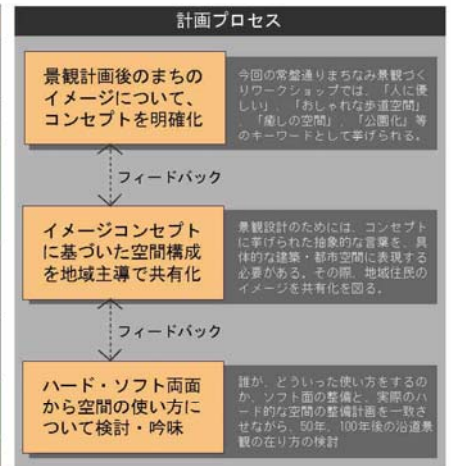 計画プロセス
景観計画後のまちの
イメージについて、
コンセプトを明確化
今回の常盤通りまちなみ景観づく
りワークショップでは、「人に優
しい」、「おしゃれな歩道空間」
、「癒しの空間」、「公園化」等
のキーワードとして挙げられる。
フィードバック
イメージコンセプト
に基づいた空間構成
を地域主導で共有化
景観設計のためには、コンセプト
に挙げられた抽象的な言葉を、具
体的な建築・都市空間に表現する
必要がある。その際、地域住民の
イメージを共有化を図る。
フィードバック
ハード・ソフト両面
から空間の使い方に
ついて検討・吟味
誰が、どういった使い方をするの
か、ソフト面の整備と、実際のハ
ード的な空間の整備計画を一致さ
せながら、50年、100年後の沿道景
観の在り方の検討